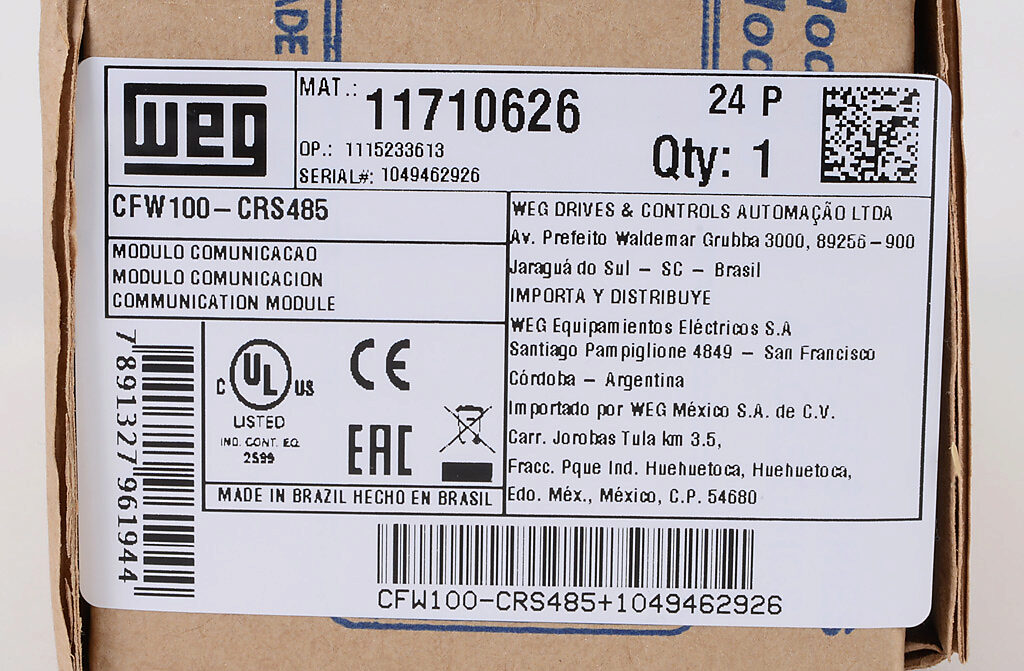 ADE
Moc
Moc
weg
MAT.:
11710626
24 P
OP.: 1115233613
SERIAL#: 1049462926
Qty: 1
CFW100-CRS485
MODULO COMUNICACAO
MODULO COMUNICACION
COMMUNICATION MODULE
WEG DRIVES & CONTROLS AUTOMAÇÃO LTDA
Av. Prefeito Waldemar Grubba 3000, 89256-900
Jaraguá do Sul - SC - Brasil
IMPORTA Y DISTRIBUYE
WEG Equipamientos Eléctricos S.A
Santiago Pampiglione 4849 - San Francisco
Córdoba - Argentina
Importado por WEG México S.A. de C.V.
Carr. Jorobas Tula km 3.5,
Fracc. Pque Ind. Huehuetoca, Huehuetoca,
Edo. Méx., México, C.P. 54680
7891327961944
C UL US
LISTED
IND. CONT. EQ.
2S99
CE
EAC
MADE IN BRAZIL HECHO EN BRASIL
CFW100-CRS485+1049462926